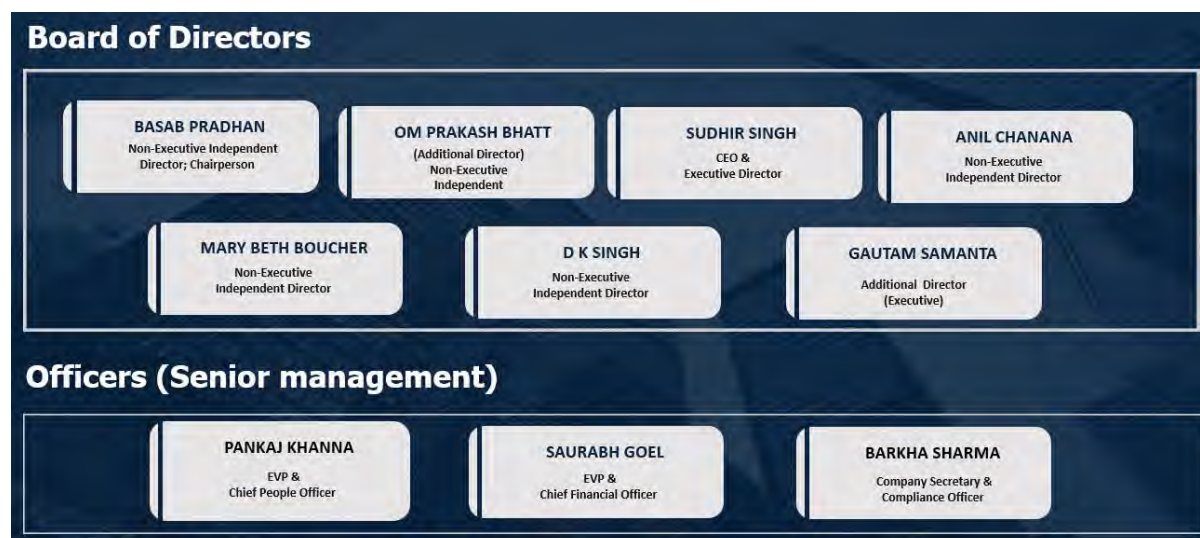 Board of Directors
BASAB PRADHAN
Non-Executive Independent
Director; Chairperson
OM PRAKASH BHATT
(Additional Director)
Non-Executive
Independent
SUDHIR SINGH
CEO &
Executive Director
ANIL CHANANA
Non-Executive
Independent Director
MARY BETH BOUCHER
Non-Executive
Independent Director
D K SINGH
Non-Executive
Independent Director
GAUTAM SAMANTA
Additional Director
(Executive)
Officers (Senior management)
PANKAJ KHANNA
EVP &
Chief People Officer
SAURABH GOEL
EVP &
Chief Financial Officer
BARKHA SHARMA
Company Secretary &
Compliance Officer